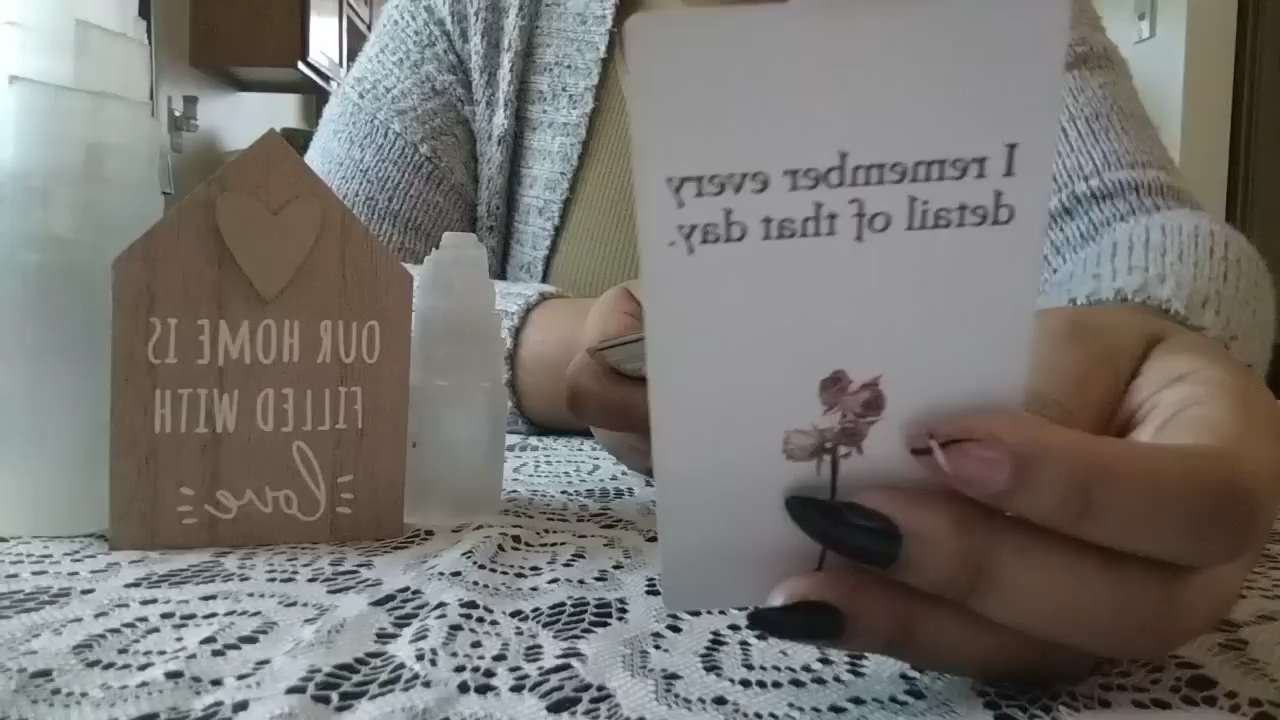 I remember every
detail of that day.
OUR HOME IS
FILLED WITH
love